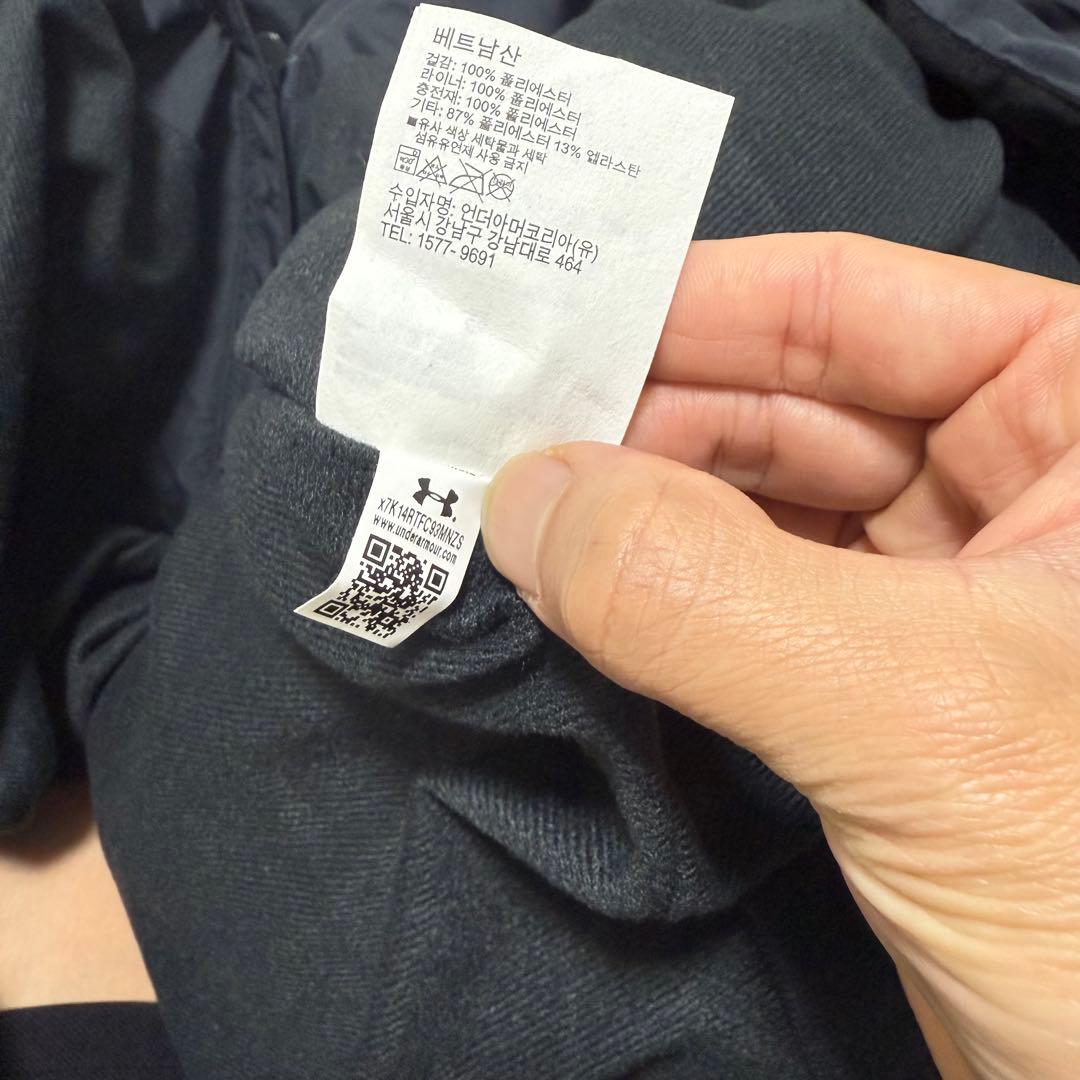 베트남산
겉감: 100% 폴리에스터
라이너: 100% 폴리에스터
충전재: 100% 폴리에스터
기타: 87% 폴리에스터 13% 엘라스탄
■유사 색상 세탁물과 세탁
섬유유연제 사용 금지
수입자명: 언더아머코리아(유)
서울시 강남구 강남대로 464
TEL: 1577- 9691
x7K14RTFC93MNZS
www.underarmour.com